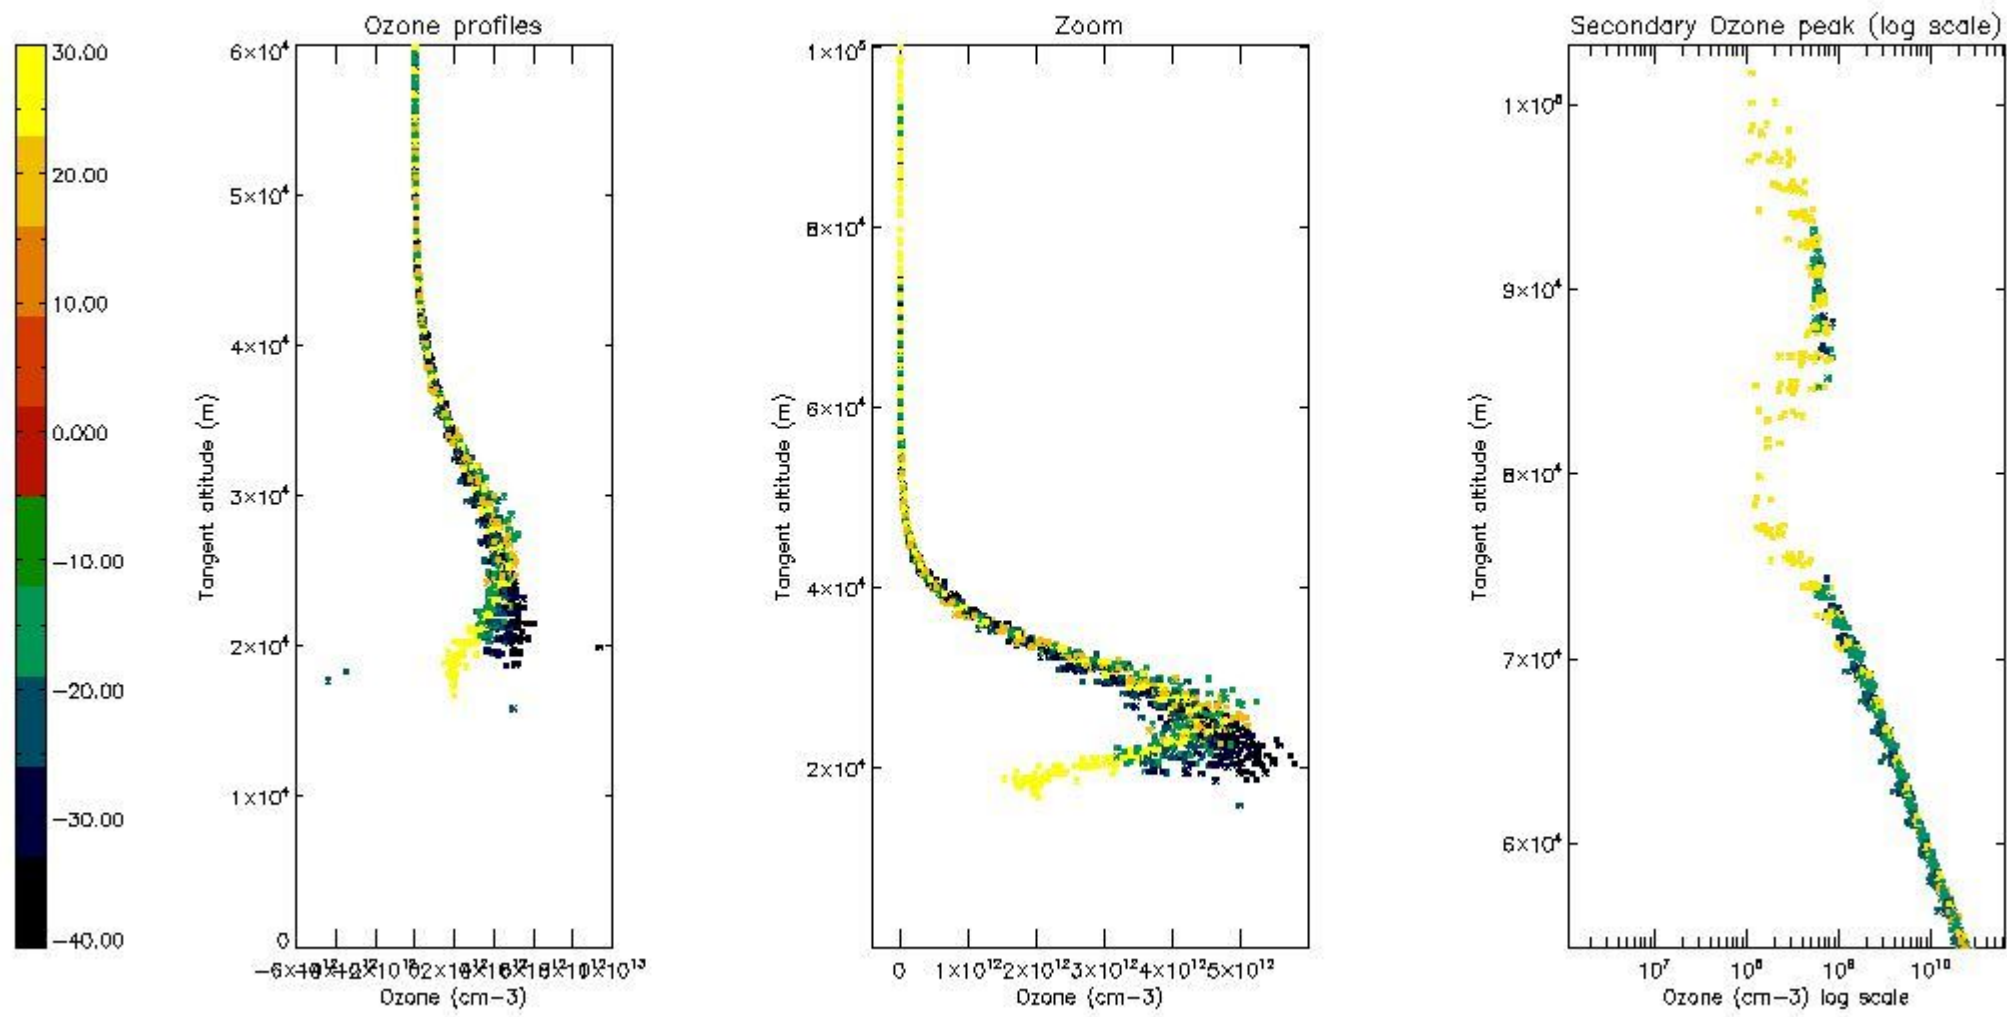 Ozone profiles
Zoom
Secondary Ozone peak (log scale)
30.00
20.00
10.00
0.000
-10.00
-20.00
-30.00
-40.00
6×10⁴
5×10⁴
4×10⁴
3×10⁴
2×10⁴
1×10⁴
0
Tangent altitude (m)
Ozone (cm-3)
1×10⁵
8×10⁴
6×10⁴
4×10⁴
2×10⁴
Tangent altitude (m)
0 1×10¹² 2×10¹² 3×10¹² 4×10¹² 5×10¹²
Ozone (cm-3)
9×10⁴
8×10⁴
7×10⁴
6×10⁴
Tangent altitude (m)
10⁷ 10⁸ 10⁹ 10¹⁰
Ozone (cm-3) log scale